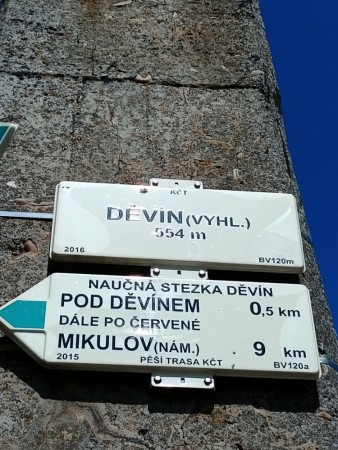 KČT
DĚVÍN (VYHL.)
554 m
2016 BV120m
NAUČNÁ STEZKA DĚVÍN
POD DĚVÍNEM 0,5 km
DÁLE PO ČERVENÉ
MIKULOV (NÁM.) 9 km
2015 PĚŠÍ TRASA KČT BV120a